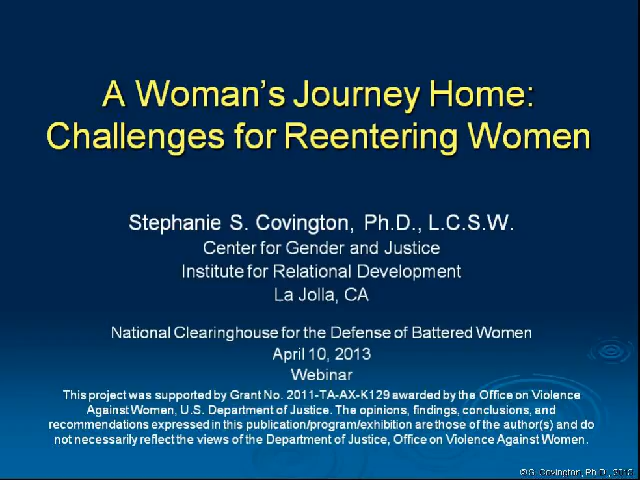 A Woman's Journey Home:
Challenges for Reentering Women
Stephanie S. Covington, Ph.D., L.C.S.W.
Center for Gender and Justice
Institute for Relational Development
La Jolla, CA
National Clearinghouse for the Defense of Battered Women
April 10, 2013
Webinar
This project was supported by Grant No. 2011-TA-AX-K129 awarded by the Office on Violence
Against Women, U.S. Department of Justice. The opinions, findings, conclusions, and
recommendations expressed in this publication/program/exhibition are those of the author(s) and do
not necessarily reflect the views of the Department of Justice, Office on Violence Against Women.
© S. Covington, Ph.D.,